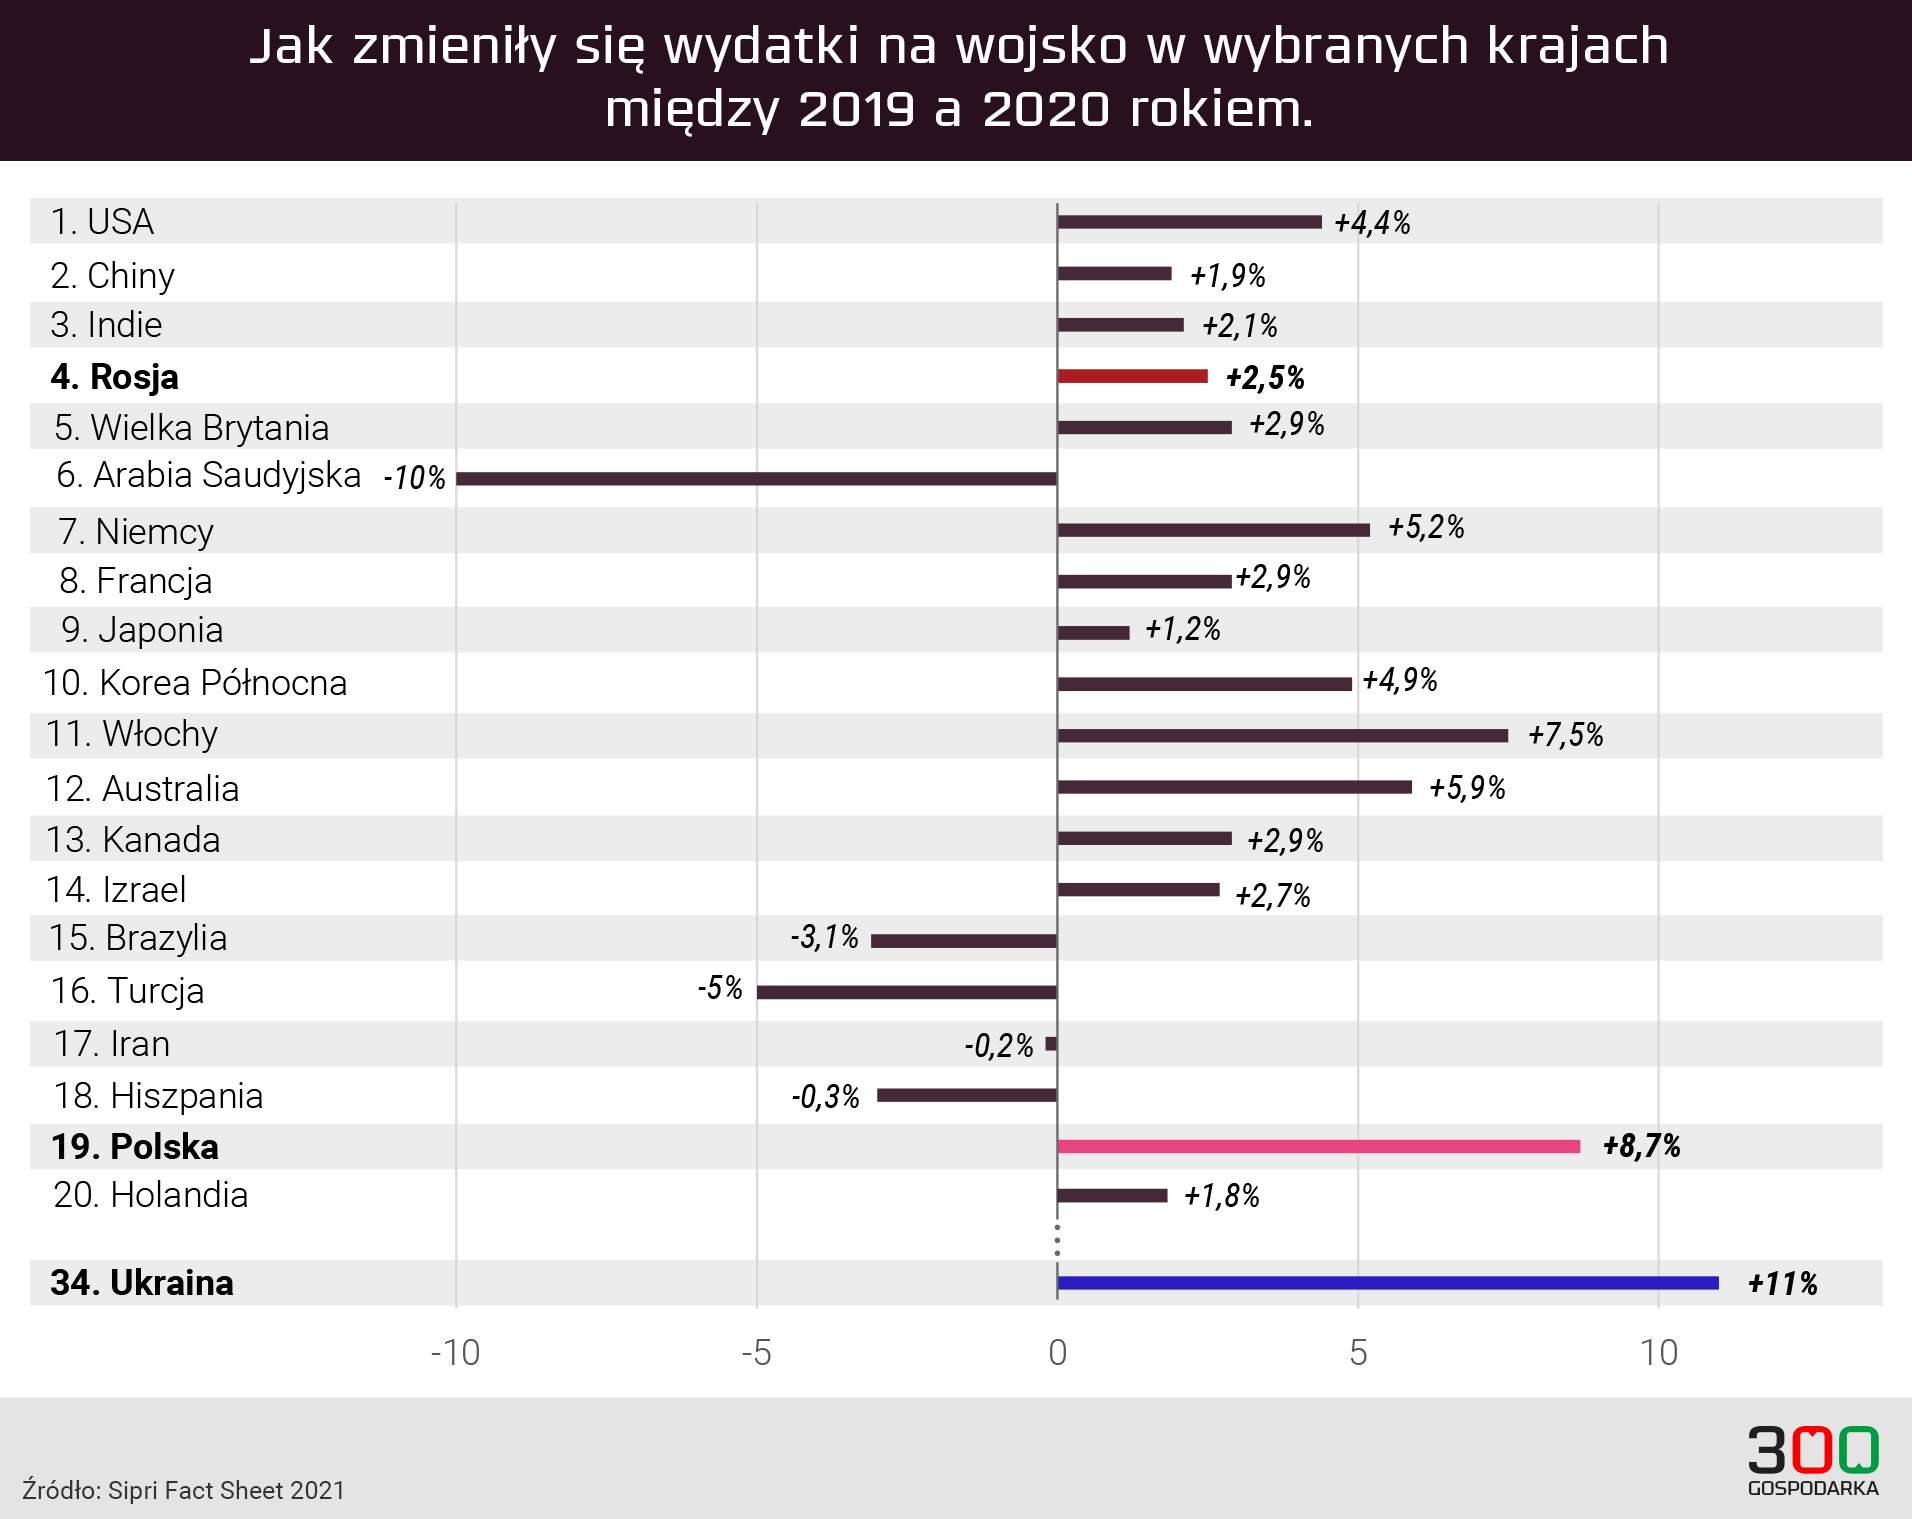 Jak zmieniły się wydatki na wojsko w wybranych krajach
między 2019 a 2020 rokiem.
1. USA +4,4%
2. Chiny +1,9%
3. Indie +2,1%
4. Rosja +2,5%
5. Wielka Brytania +2,9%
6. Arabia Saudyjska -10%
7. Niemcy +5,2%
8. Francja +2,9%
9. Japonia +1,2%
10. Korea Północna +4,9%
11. Włochy +7,5%
12. Australia +5,9%
13. Kanada +2,9%
14. Izrael +2,7%
15. Brazylia -3,1%
16. Turcja -5%
17. Iran -0,2%
18. Hiszpania -0,3%
19. Polska +8,7%
20. Holandia +1,8%
34. Ukraina +11%
-10 -5 0 5 10
300
GOSPODARKA
Źródło: Sipri Fact Sheet 2021